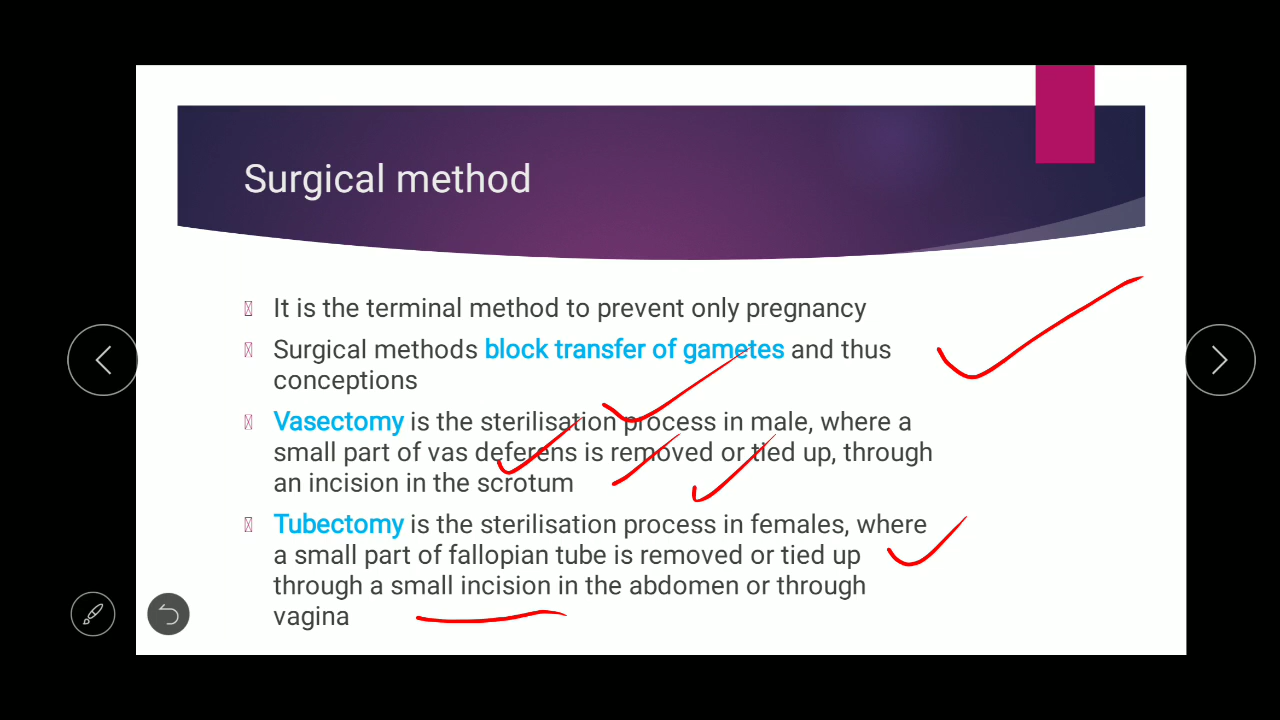 Surgical method
It is the terminal method to prevent only pregnancy
Surgical methods block transfer of gametes and thus
conceptions
Vasectomy is the sterilisation process in male, where a
small part of vas deferens is removed or tied up, through
an incision in the scrotum
Tubectomy is the sterilisation process in females, where
a small part of fallopian tube is removed or tied up
through a small incision in the abdomen or through
vagina